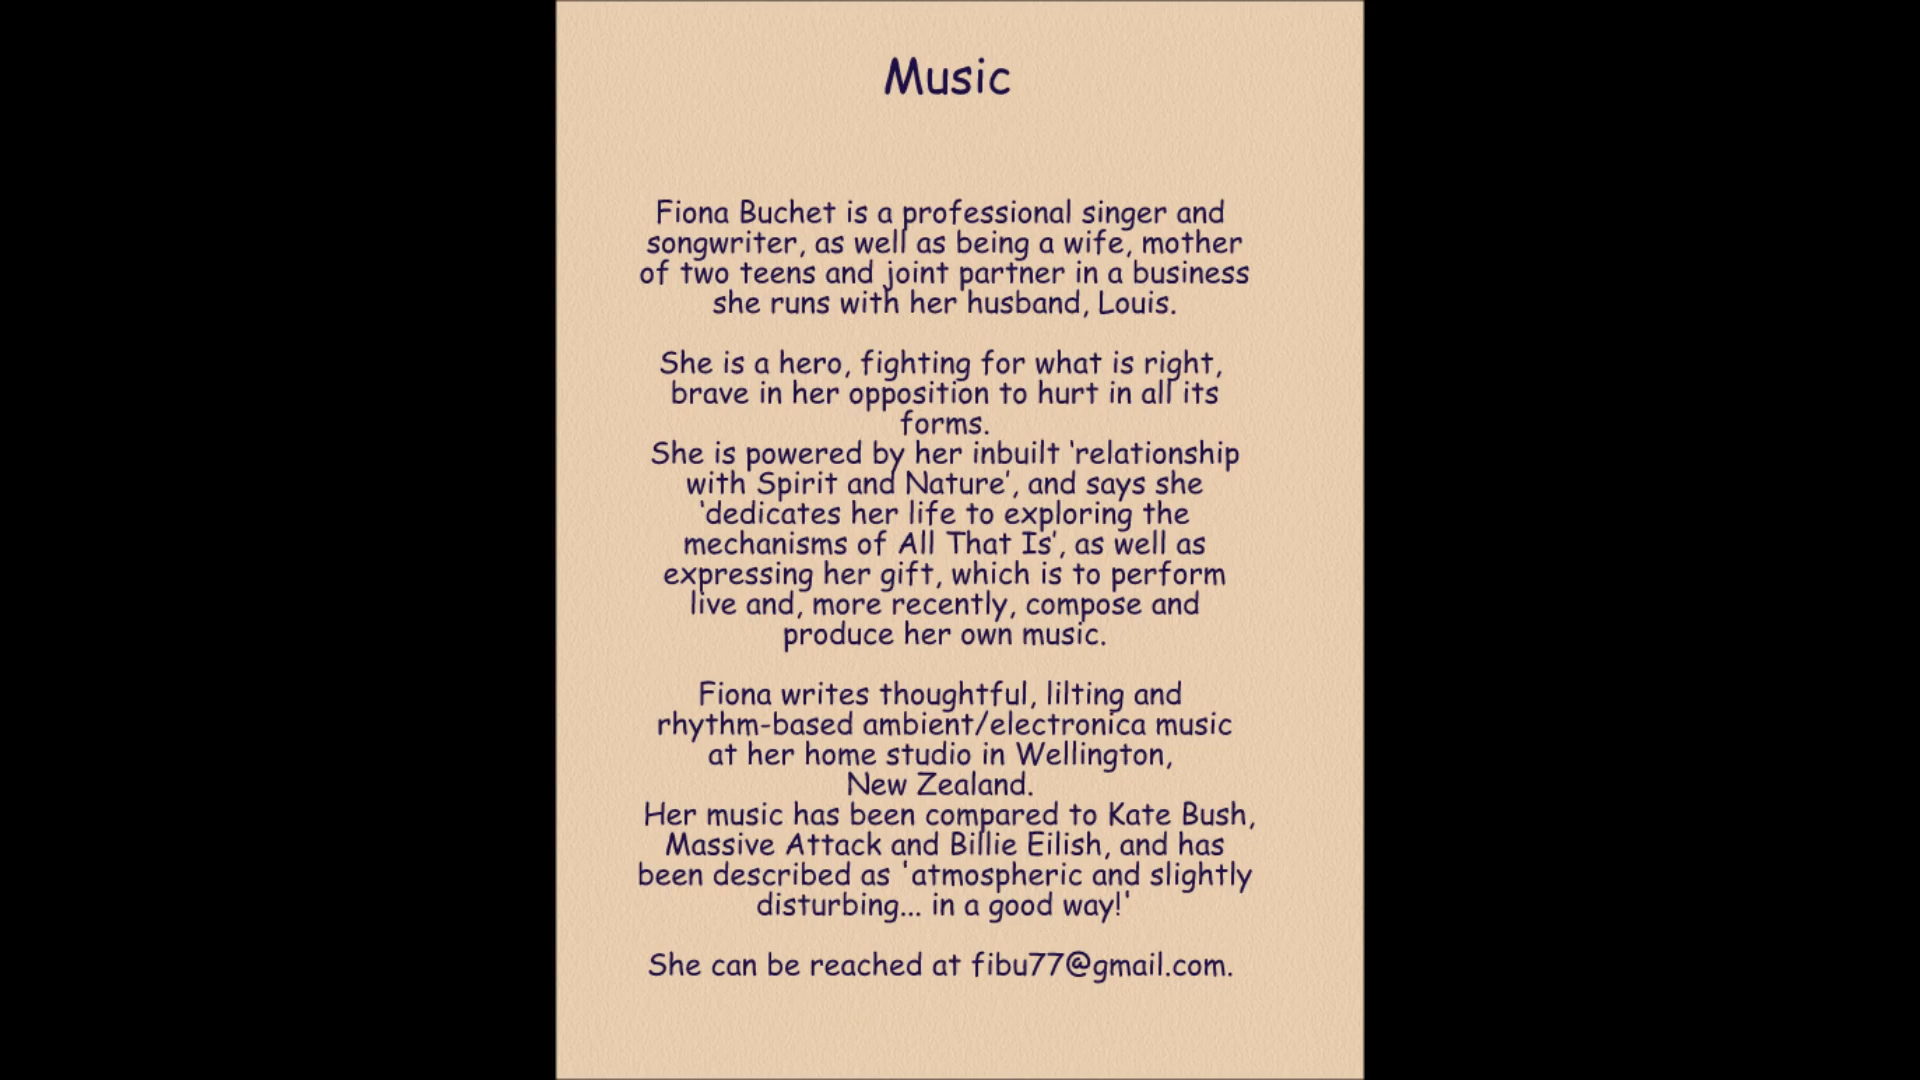 Music
Fiona Buchet is a professional singer and
songwriter, as well as being a wife, mother
of two teens and joint partner in a business
she runs with her husband, Louis.
She is a hero, fighting for what is right,
brave in her opposition to hurt in all its
forms.
She is powered by her inbuilt ‘relationship
with Spirit and Nature’, and says she
‘dedicates her life to exploring the
mechanisms of All That Is’, as well as
expressing her gift, which is to perform
live and, more recently, compose and
produce her own music.
Fiona writes thoughtful, lilting and
rhythm-based ambient/electronica music
at her home studio in Wellington,
New Zealand.
Her music has been compared to Kate Bush,
Massive Attack and Billie Eilish, and has
been described as 'atmospheric and slightly
disturbing... in a good way!'
She can be reached at fibu77@gmail.com.